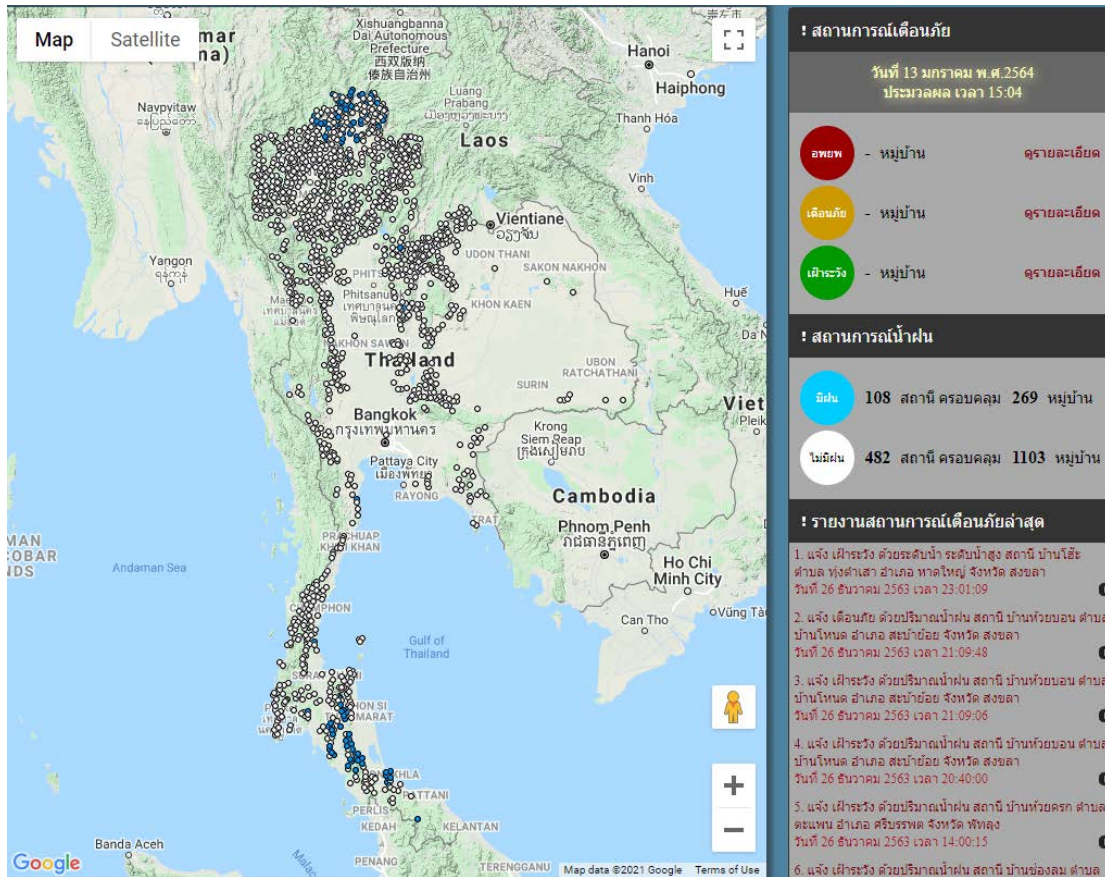 Map
Satellite
Xishuangbanna
Dai Autonomous
Prefecture
西双版纳
傣族自治州
Hanoi
Haiphong
Naypyitaw
နေပြည်တော်
Luang
Prabang
Thanh Hóa
Laos
Vinh
Vientiane
ວຽງຈັນ
Yangon
ရန်ကုန်
UDON THANI
SAKON NAKHON
KHON KAEN
Huế
Thailand
UBON
RATCHATHANI
SURIN
Bangkok
กรุงเทพมหานคร
Krong
Siem Reap
ក្រុងសៀមរាប
Pattaya City
เมืองพัทยา
RAYONG
TRAT
Cambodia
PRACHUAP
KHIRI KHAN
Phnom Penh
រាជធានីភ្នំពេញ
Andaman Sea
Ho Chi
Minh City
Can Tho
Vũng Tàu
Gulf of
Thailand
PATTANI
PERLIS
KEDAH
KELANTAN
Banda Aceh
PENANG
TERENGGANU
Google
Map data ©2021 Google
Terms of Use
! สถานการณ์เตือนภัย
วันที่ 13 มกราคม พ.ศ.2564
ประมวลผล เวลา 15:04
อพยพ - หมู่บ้าน ดูรายละเอียด
เตือนภัย - หมู่บ้าน ดูรายละเอียด
เฝ้าระวัง - หมู่บ้าน ดูรายละเอียด
! สถานการณ์น้ำฝน
มีฝน 108 สถานี ครอบคลุม 269 หมู่บ้าน
ไม่มีฝน 482 สถานี ครอบคลุม 1103 หมู่บ้าน
! รายงานสถานการณ์เตือนภัยล่าสุด
1. แจ้ง เฝ้าระวัง ด้วยระดับน้ำ ระดับน้ำสูง สถานี บ้านโฮ๊ะ
ตำบล ทุ่งตำเสา อำเภอ หาดใหญ่ จังหวัด สงขลา
วันที่ 26 ธันวาคม 2563 เวลา 23:01:09
2. แจ้ง เตือนภัย ด้วยปริมาณน้ำฝน สถานี บ้านห้วยบอน ตำบล
บ้านโหนด อำเภอ สะบ้าย้อย จังหวัด สงขลา
วันที่ 26 ธันวาคม 2563 เวลา 21:09:48
3. แจ้ง เฝ้าระวัง ด้วยปริมาณน้ำฝน สถานี บ้านห้วยบอน ตำบล
บ้านโหนด อำเภอ สะบ้าย้อย จังหวัด สงขลา
วันที่ 26 ธันวาคม 2563 เวลา 21:09:06
4. แจ้ง เฝ้าระวัง ด้วยปริมาณน้ำฝน สถานี บ้านห้วยบอน ตำบล
บ้านโหนด อำเภอ สะบ้าย้อย จังหวัด สงขลา
วันที่ 26 ธันวาคม 2563 เวลา 20:40:00
5. แจ้ง เฝ้าระวัง ด้วยปริมาณน้ำฝน สถานี บ้านห้วยครก ตำบล
ตะแพน อำเภอ ศรีบรรพต จังหวัด พัทลุง
วันที่ 26 ธันวาคม 2563 เวลา 14:00:15
6. แจ้ง เฝ้าระวัง ด้วยปริมาณน้ำฝน สถานี บ้านช่องลม ตำบล